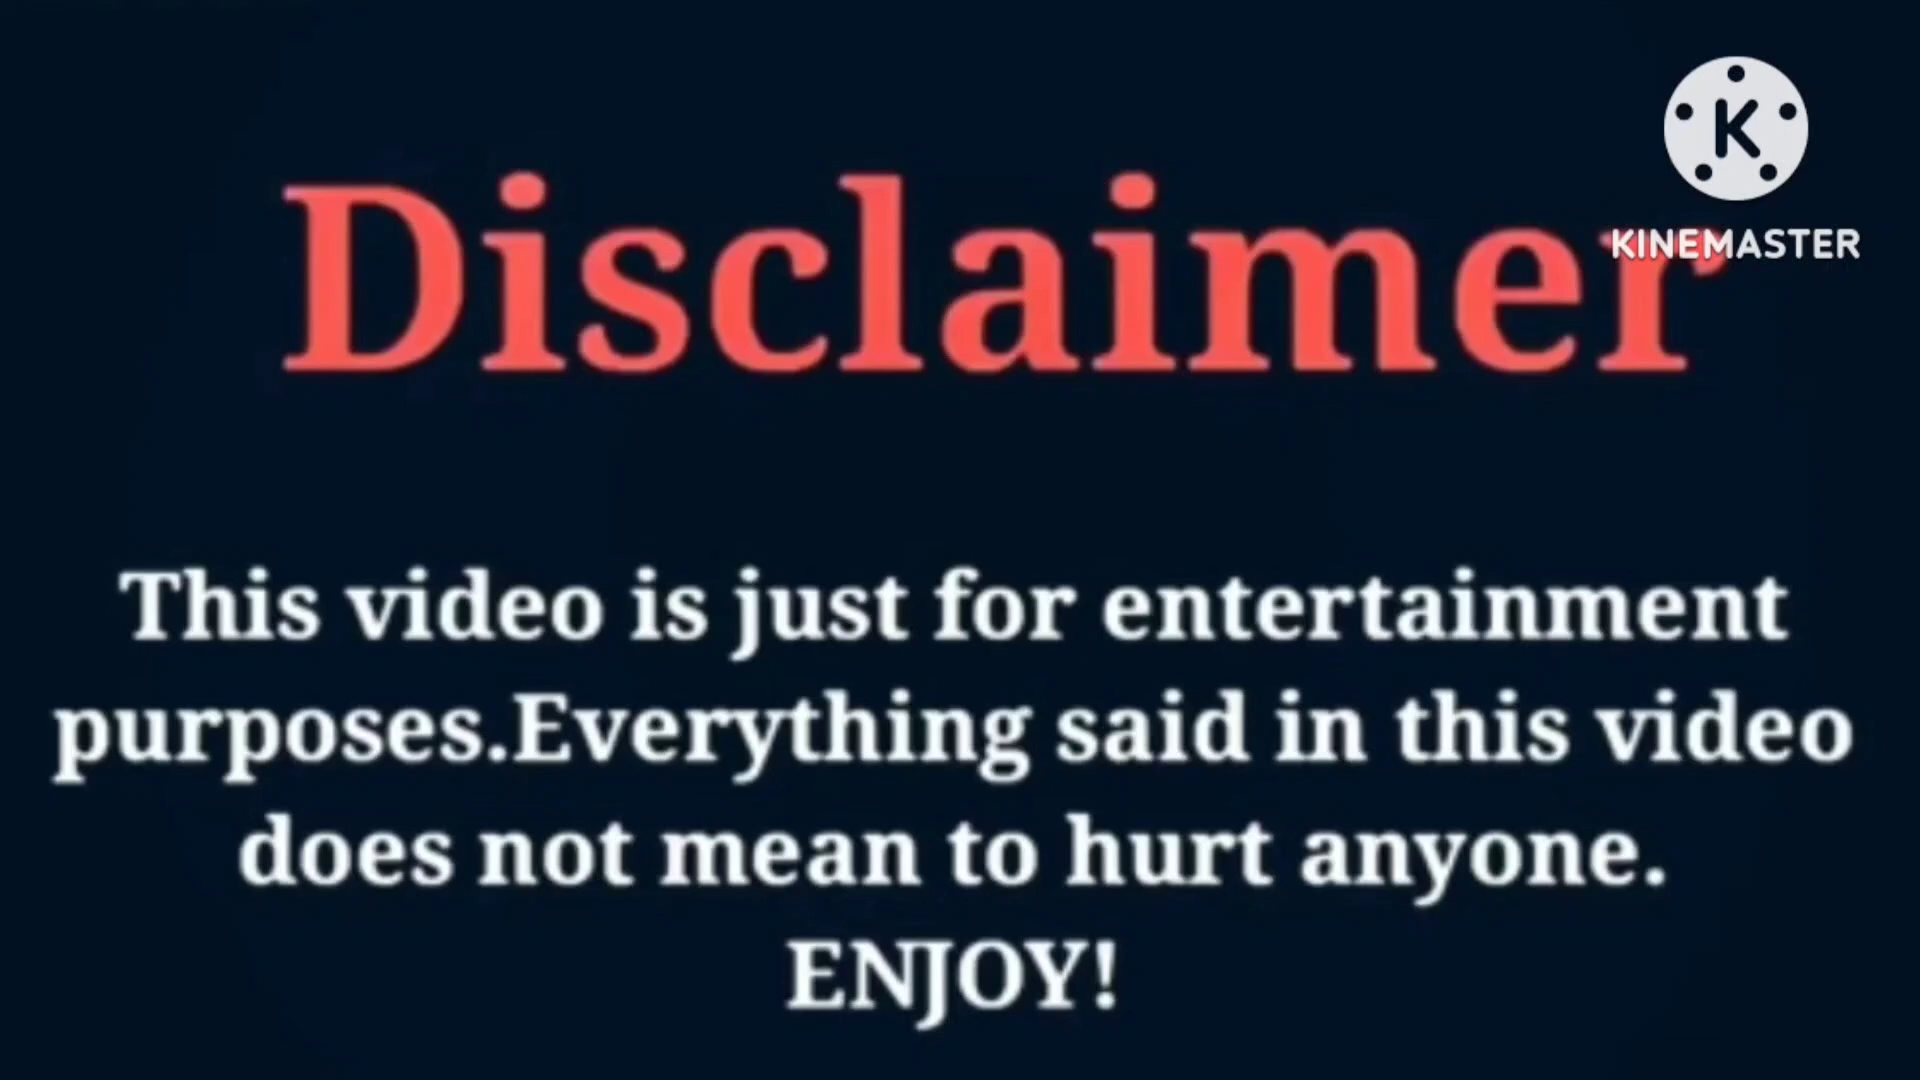 K
KINEMASTER
Disclaimer
This video is just for entertainment
purposes.Everything said in this video
does not mean to hurt anyone.
ENJOY!